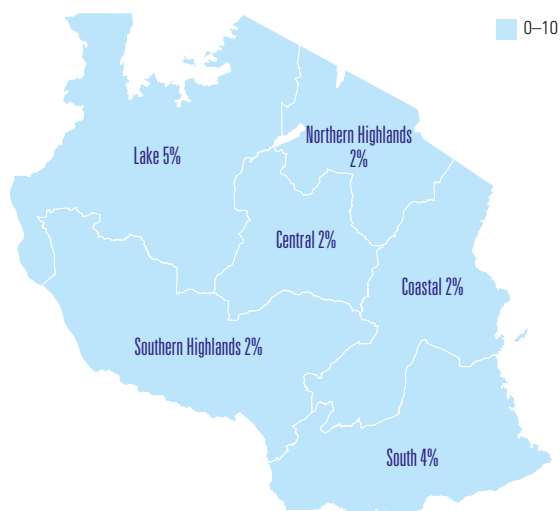 0–10
Northern Highlands
2%
Lake 5%
Central 2%
Coastal 2%
Southern Highlands 2%
South 4%